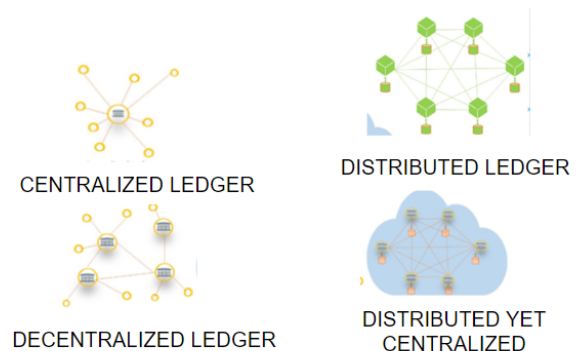 CENTRALIZED LEDGER
DISTRIBUTED LEDGER
DECENTRALIZED LEDGER
DISTRIBUTED YET
CENTRALIZED